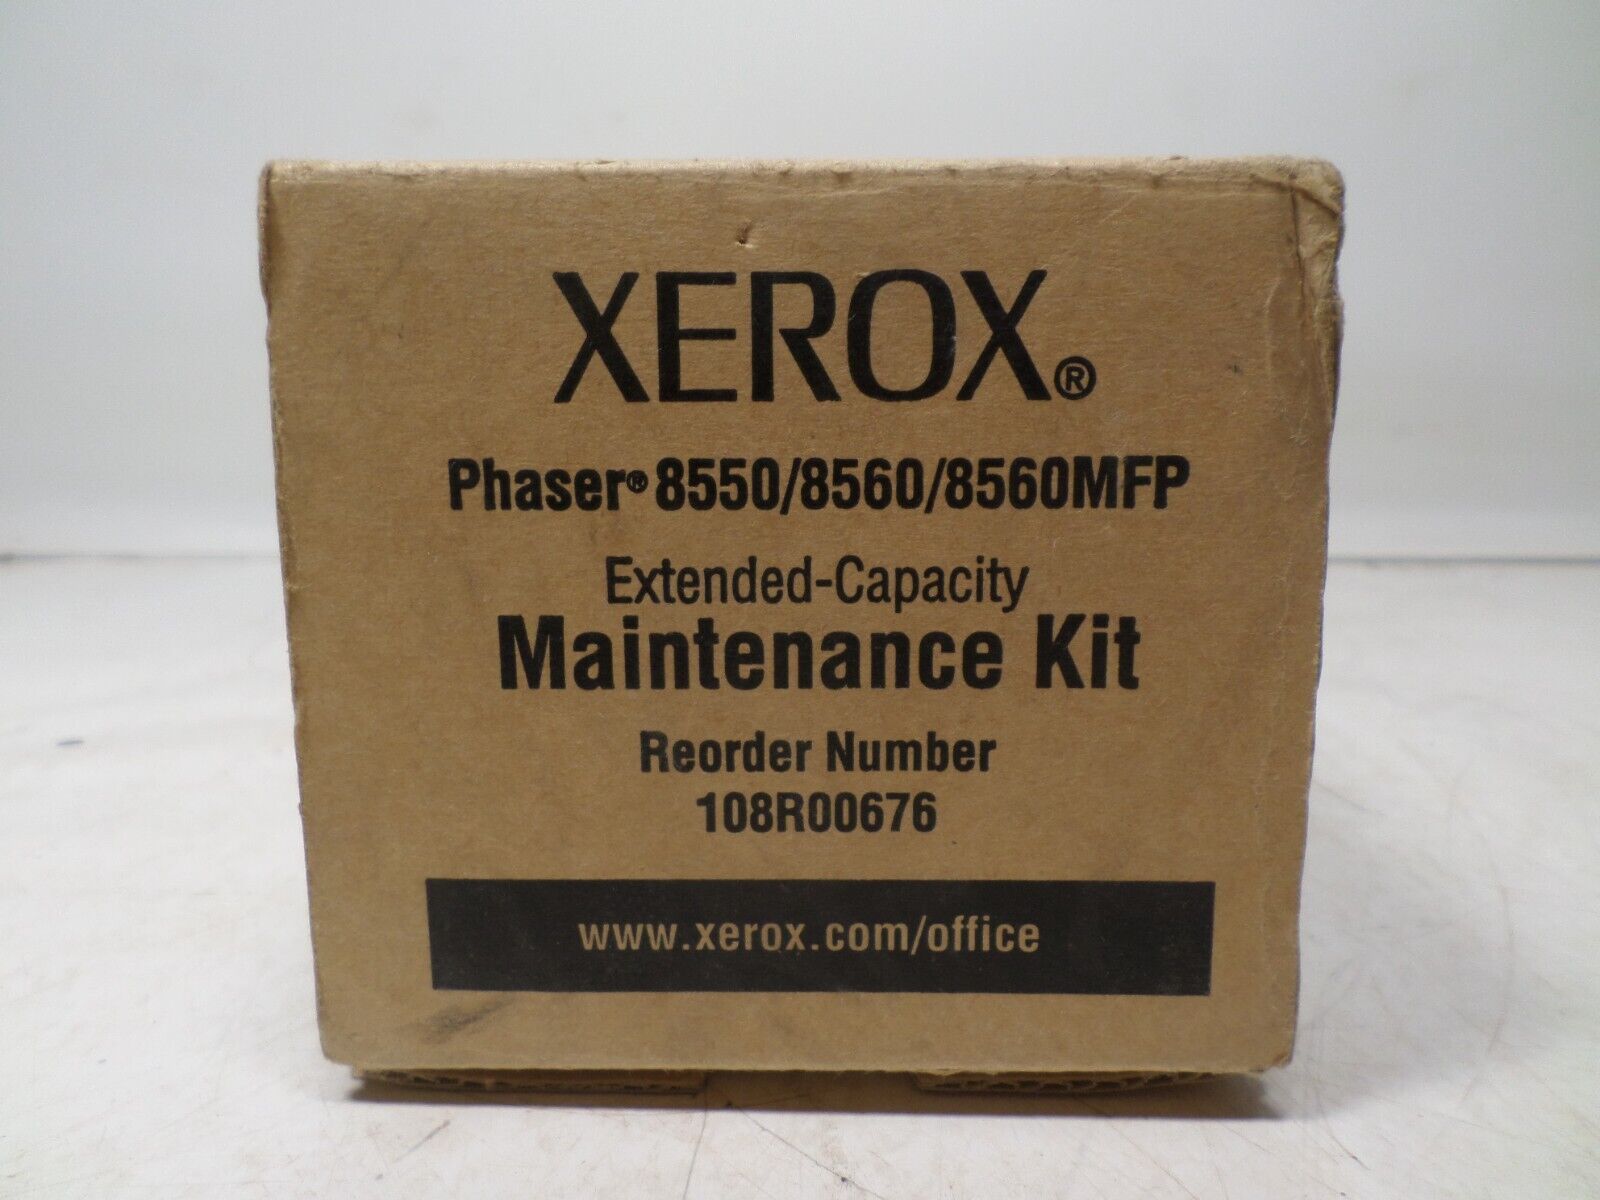 XEROX®
Phaser® 8550/8560/8560MFP
Extended-Capacity
Maintenance Kit
Reorder Number
108R00676
www.xerox.com/office